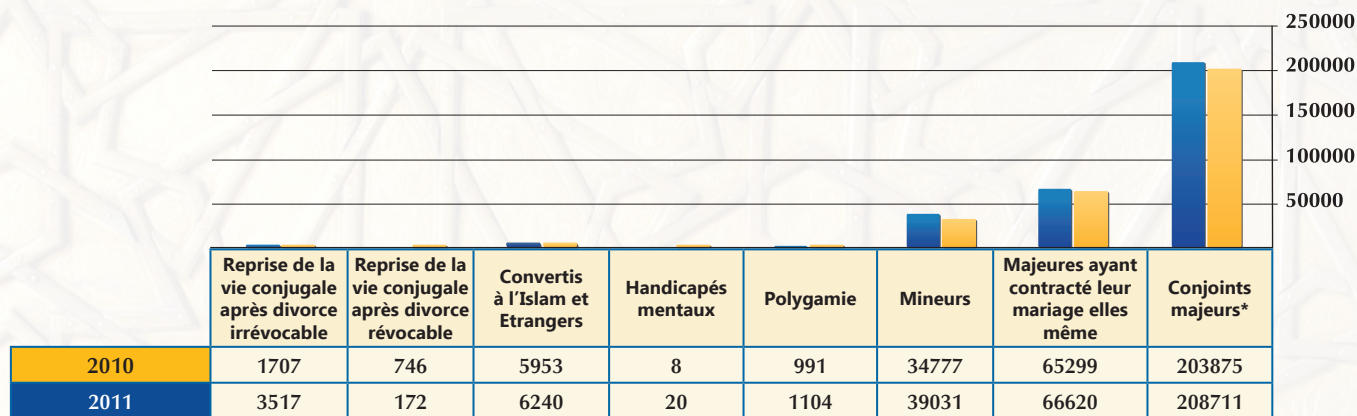 250000
200000
150000
100000
50000
Reprise de la
vie conjugale
après divorce
irrévocable
Reprise de la
vie conjugale
après divorce
révocable
Convertis
à l’Islam et
Etrangers
Handicapés
mentaux
Polygamie
Mineurs
Majeures ayant
contracté leur
mariage elles
même
Conjoints
majeurs*
2010 1707 746 5953 8 991 34777 65299 203875
2011 3517 172 6240 20 1104 39031 66620 208711